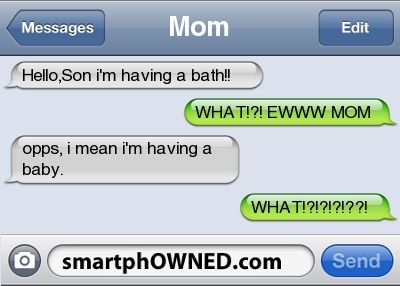 Messages Mom Edit
Hello,Son i'm having a bath!!
WHAT!?! EWWW MOM
opps, i mean i'm having a
baby.
WHAT!?!?!?!??!
smartphOWNED.com Send